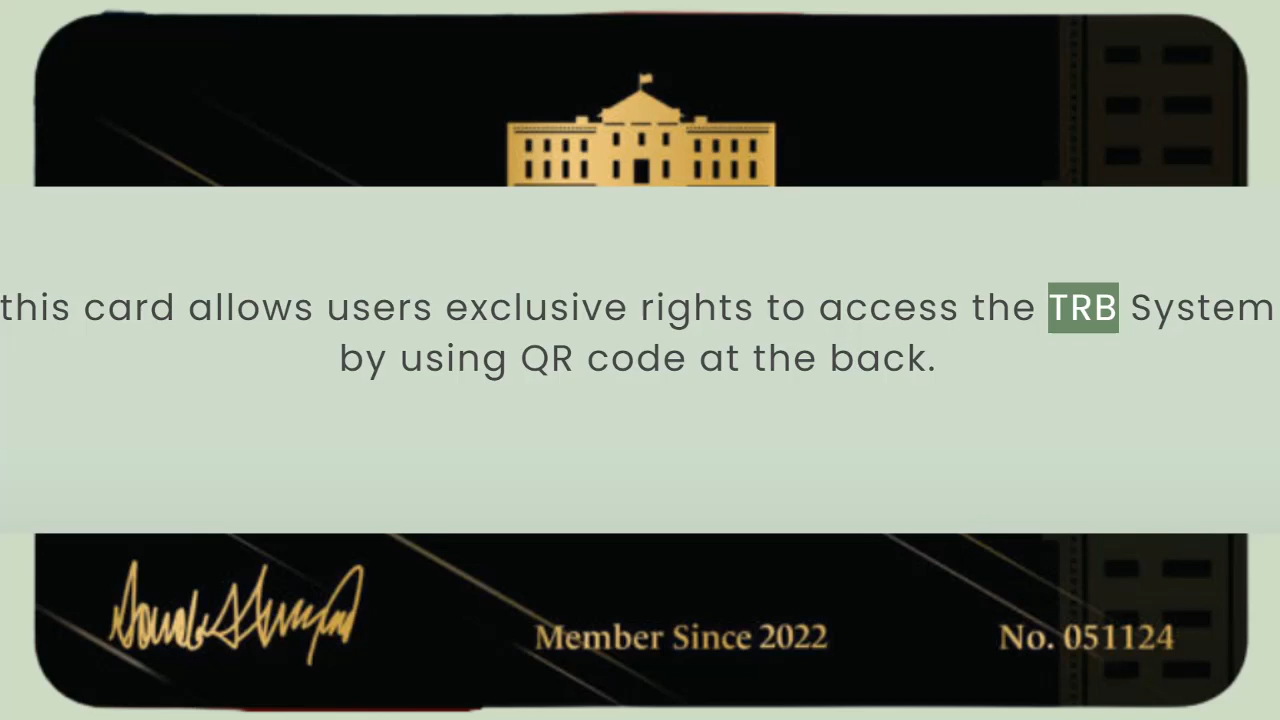 this card allows users exclusive rights to access the TRB System
by using QR code at the back.
Member Since 2022
No. 051124